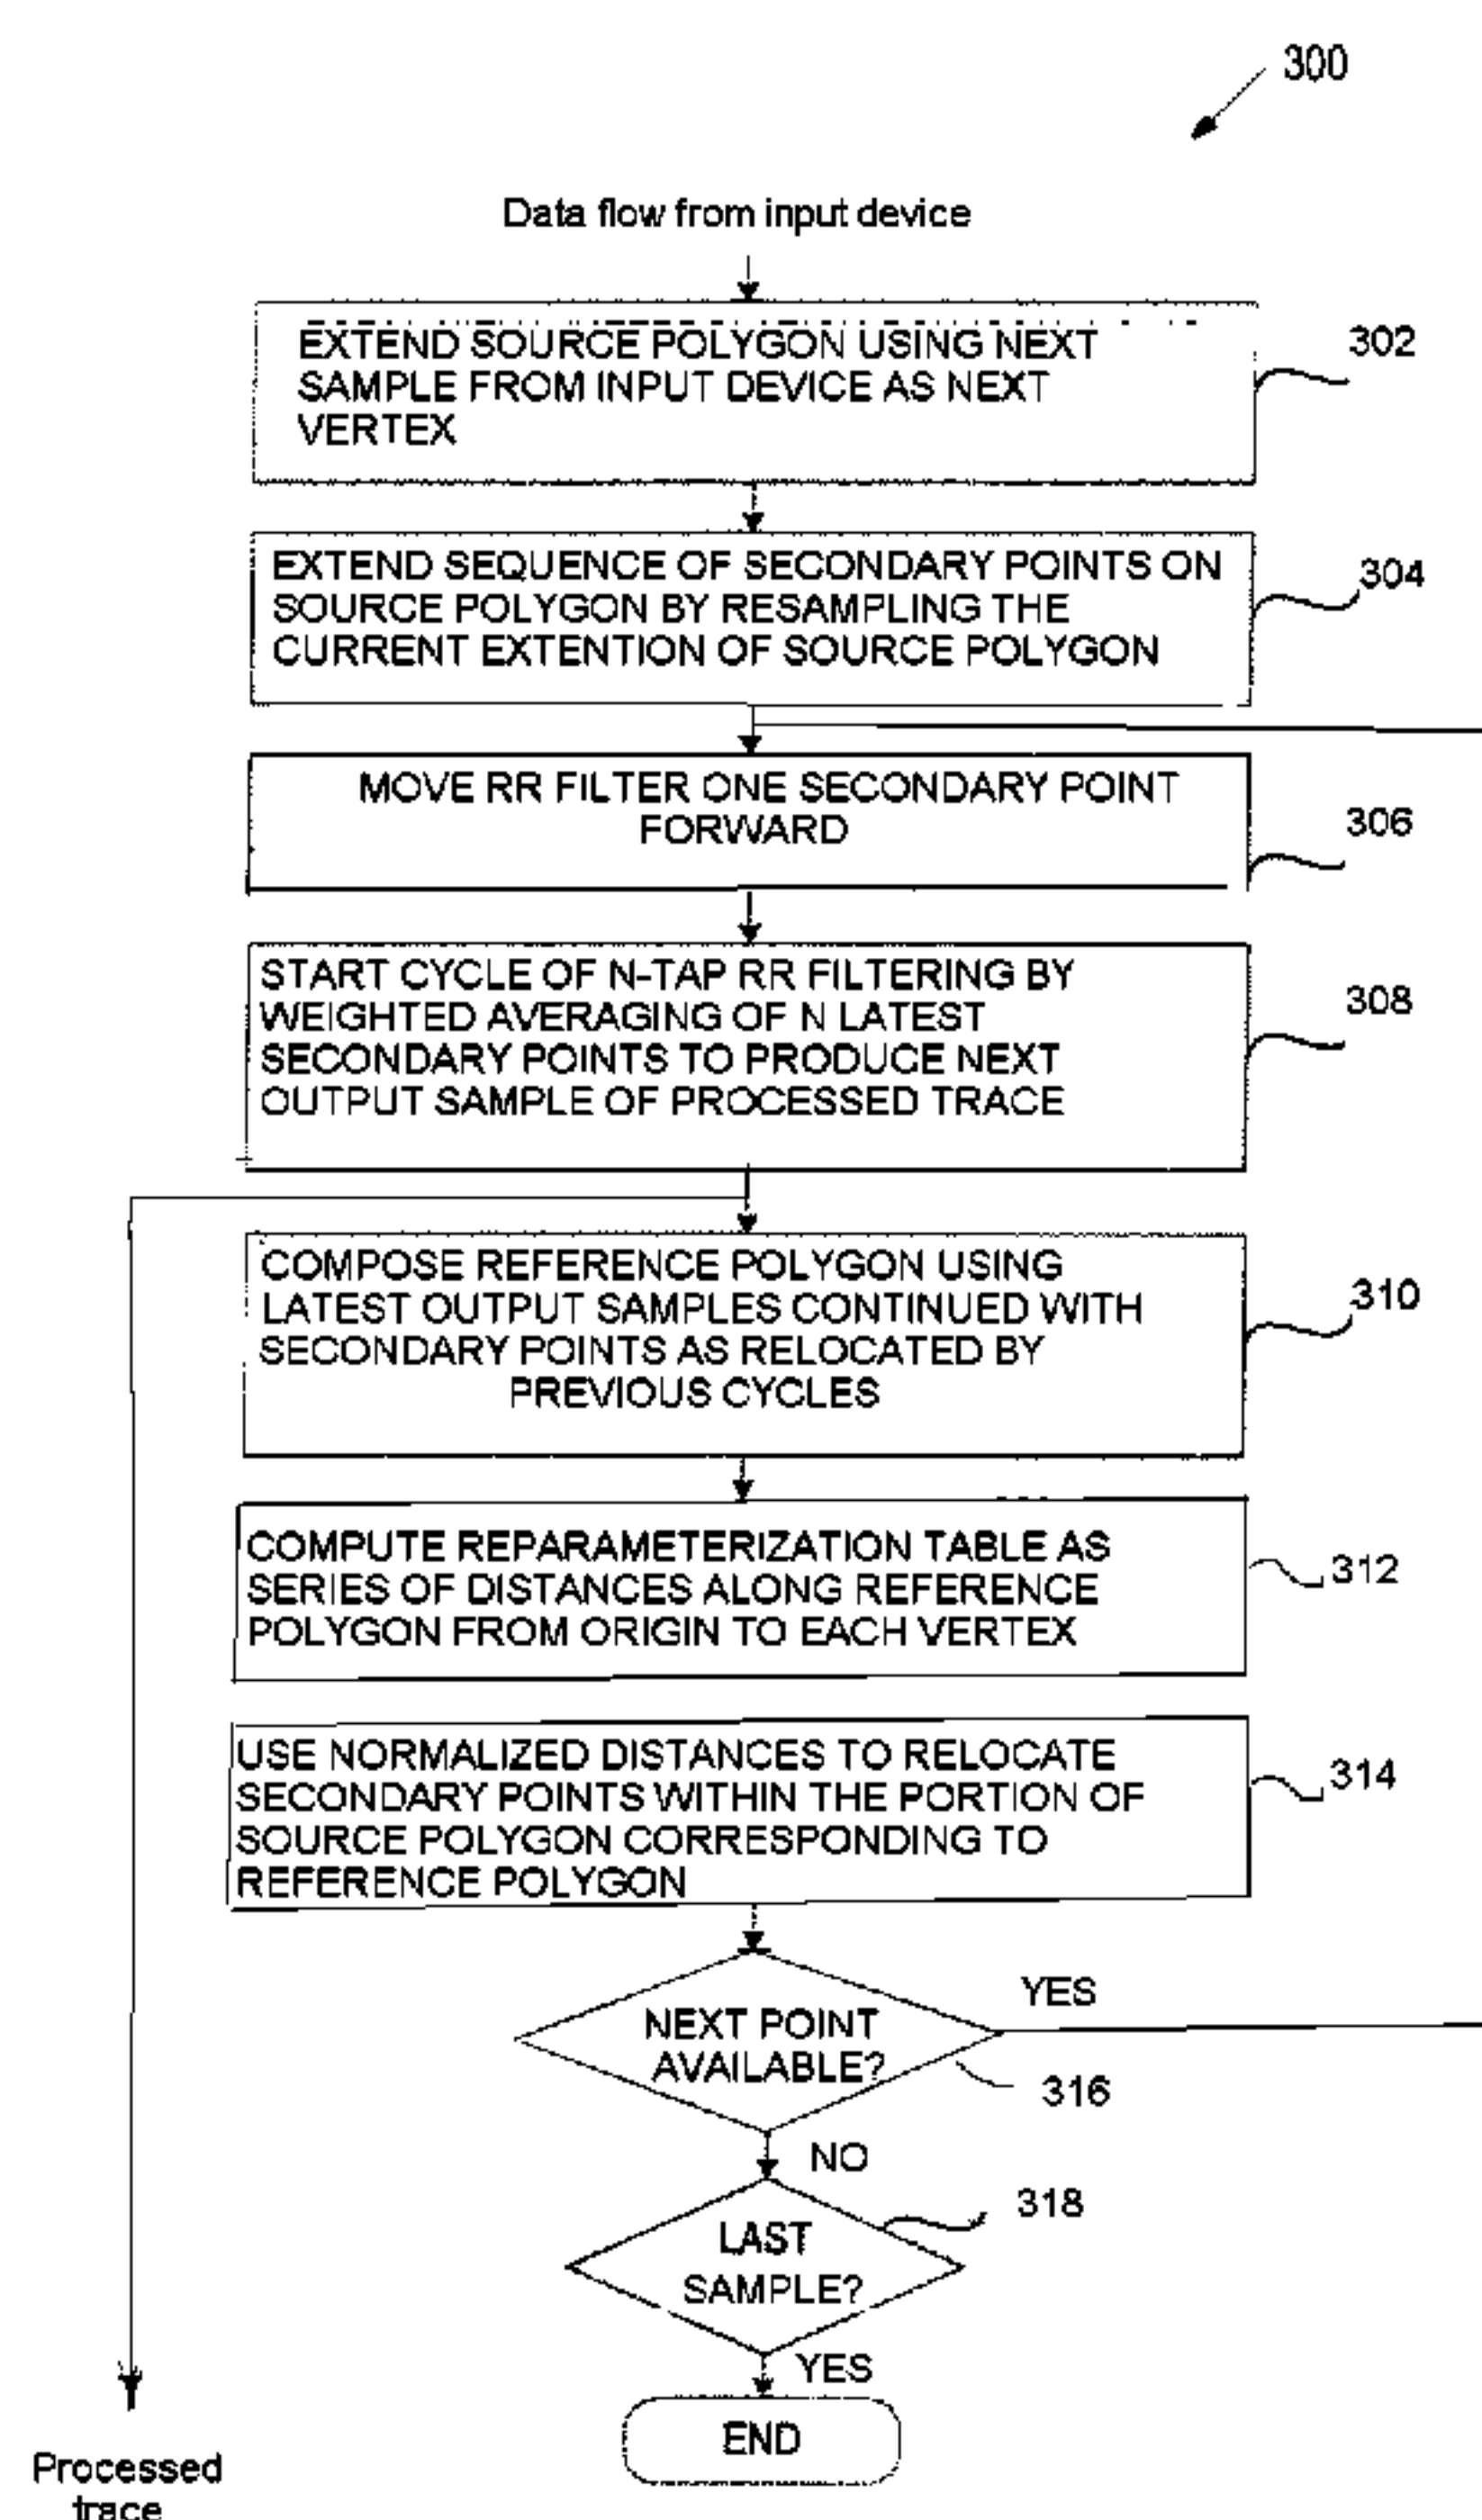 300
Data flow from input device
EXTEND SOURCE POLYGON USING NEXT
SAMPLE FROM INPUT DEVICE AS NEXT
VERTEX
302
EXTEND SEQUENCE OF SECONDARY POINTS ON
SOURCE POLYGON BY RESAMPLING THE
CURRENT EXTENTION OF SOURCE POLYGON
304
MOVE RR FILTER ONE SECONDARY POINT
FORWARD
306
START CYCLE OF N-TAP RR FILTERING BY
WEIGHTED AVERAGING OF N LATEST
SECONDARY POINTS TO PRODUCE NEXT
OUTPUT SAMPLE OF PROCESSED TRACE
308
COMPOSE REFERENCE POLYGON USING
LATEST OUTPUT SAMPLES CONTINUED WITH
SECONDARY POINTS AS RELOCATED BY
PREVIOUS CYCLES
310
COMPUTE REPARAMETERIZATION TABLE AS
SERIES OF DISTANCES ALONG REFERENCE
POLYGON FROM ORIGIN TO EACH VERTEX
312
USE NORMALIZED DISTANCES TO RELOCATE
SECONDARY POINTS WITHIN THE PORTION OF
SOURCE POLYGON CORRESPONDING TO
REFERENCE POLYGON
314
YES
NEXT POINT
AVAILABLE?
316
NO
318
LAST
SAMPLE?
YES
END
Processed
trace